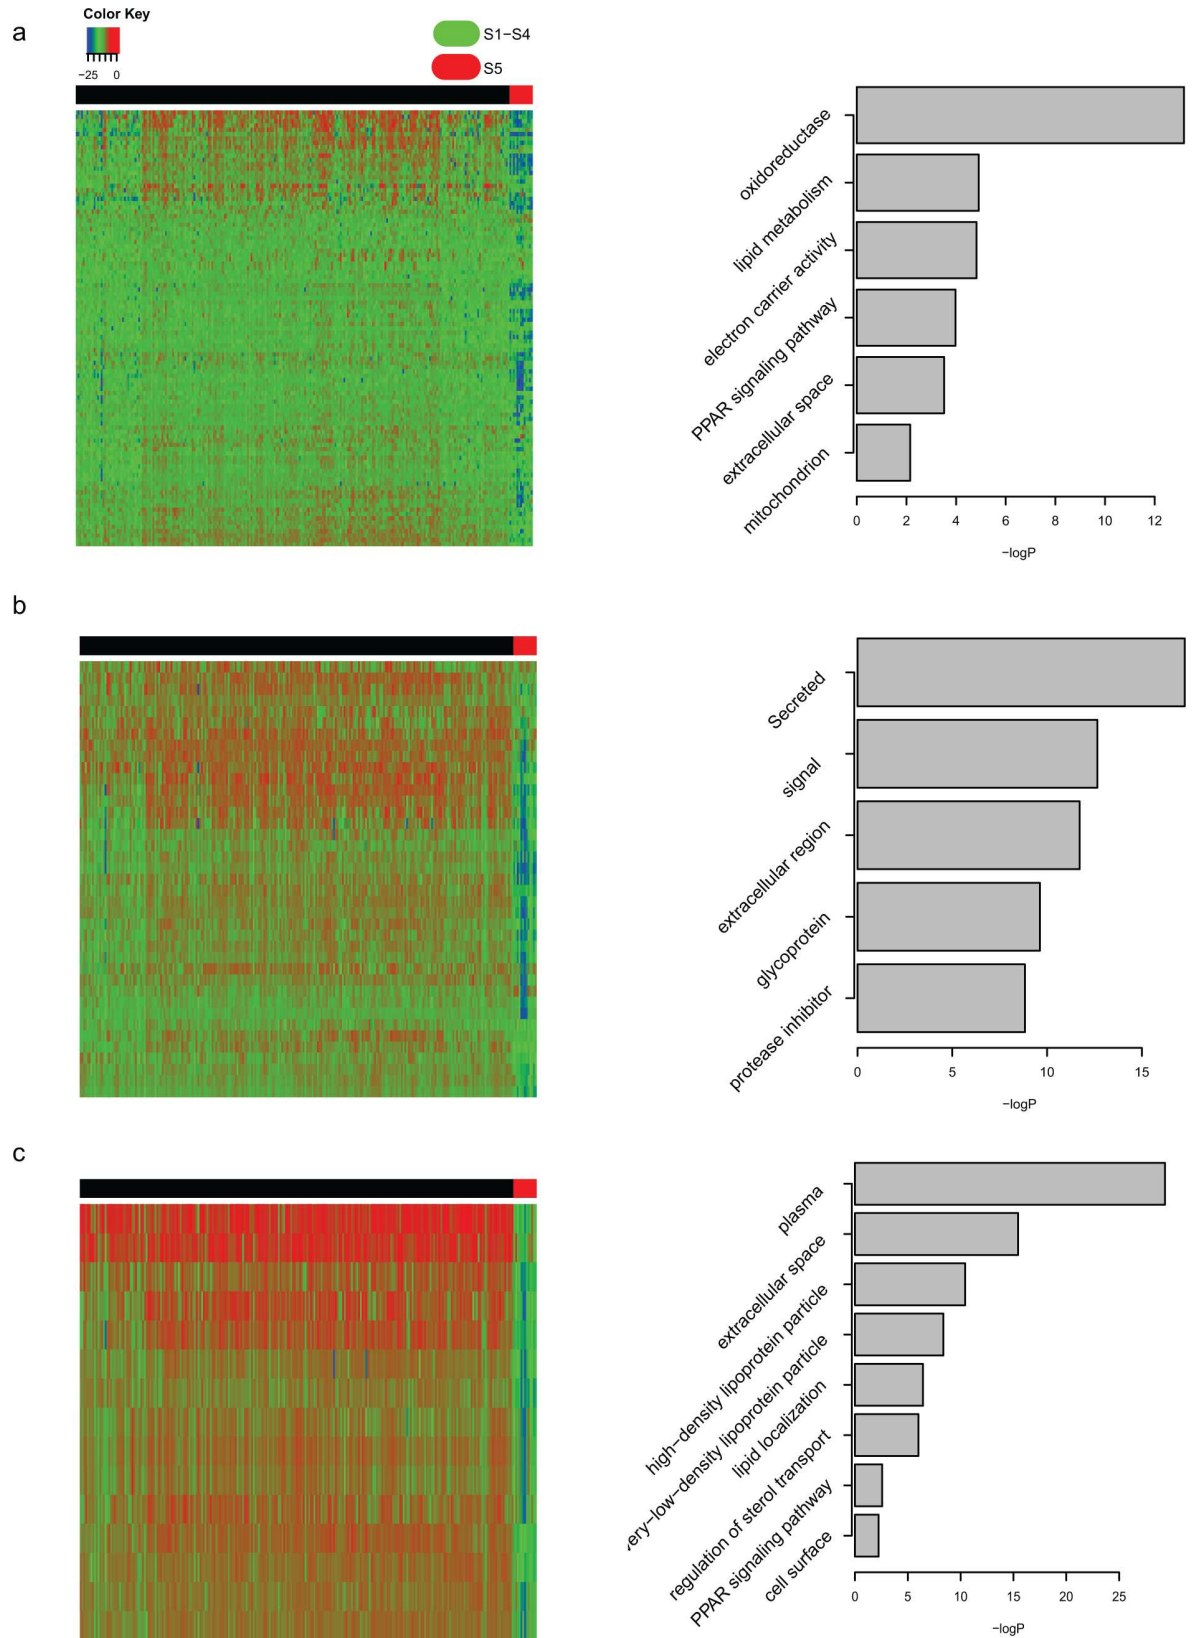 a
Color Key
−25 0
S1−S4
S5
oxidoreductase
lipid metabolism
electron carrier activity
PPAR signaling pathway
extracellular space
mitochondrion
0 2 4 6 8 10 12
−logP
b
Secreted
signal
extracellular region
glycoprotein
protease inhibitor
0 5 10 15
−logP
c
plasma
extracellular space
high−density lipoprotein particle
ery−low−density lipoprotein particle
lipid localization
regulation of sterol transport
PPAR signaling pathway
cell surface
0 5 10 15 20 25
−logP